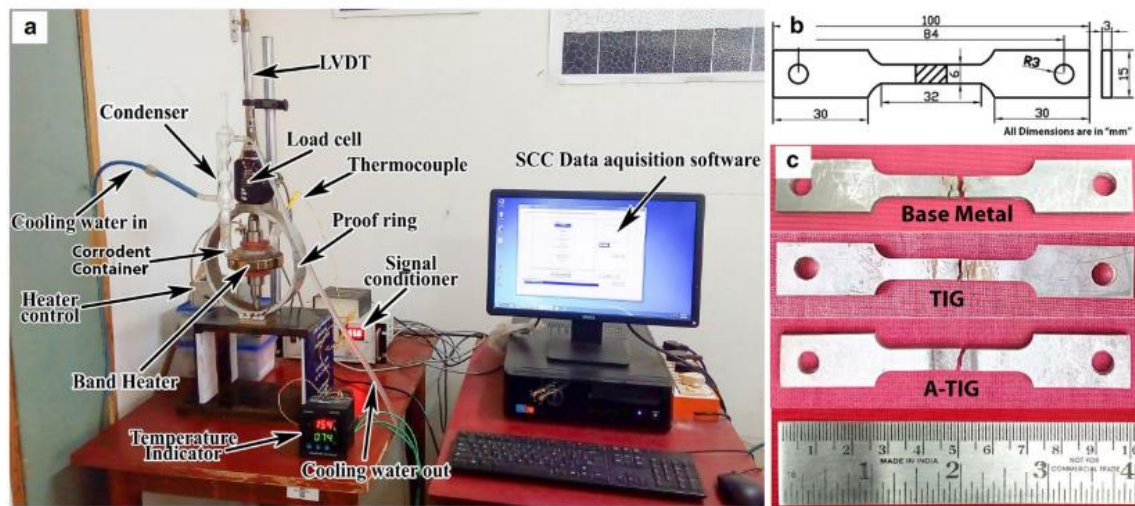 a
LVDT
Condenser
Load cell
Thermocouple
SCC Data aquisition software
Cooling water in
Proof ring
Corrodent
Container
Signal
conditioner
Heater
control
Band Heater
Temperature
Indicator
154
074
Cooling water out
DELL
b
100
84
3
R3
6
15
30
32
30
All Dimensions are in "mm"
c
Base Metal
TIG
A-TIG
1 2 3 4 5 6 7 8 9
1 MADE IN INDIA 2 NOT FOR 3 4
COMMERCIAL TRADE